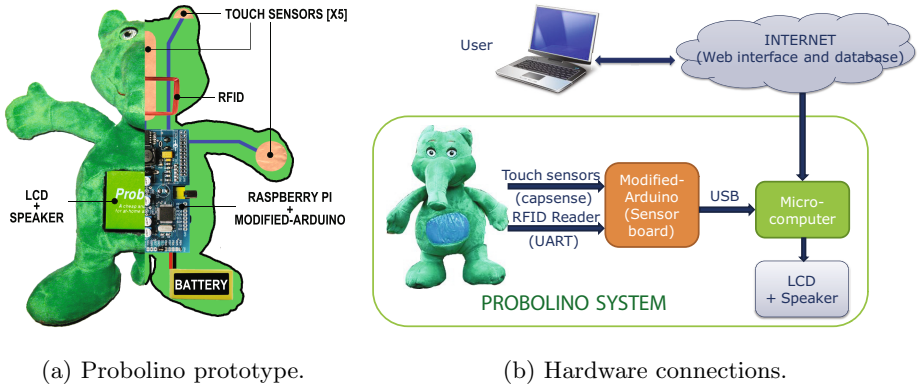 TOUCH SENSORS [X5]
RFID
LCD
+
SPEAKER
RASPBERRY PI
+
MODIFIED-ARDUINO
BATTERY
(a) Probolino prototype.
User
INTERNET
(Web interface and database)
Touch sensors
(capsense)
RFID Reader
(UART)
Modified-
Arduino
(Sensor
board)
USB
Micro-
computer
LCD
+ Speaker
PROBOLINO SYSTEM
(b) Hardware connections.